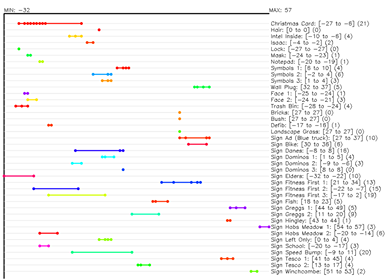 MIN: -32
MAX: 57
Christmas Card: [-27 to -8] (21)
Hair: [0 to 0] (0)
Intel Inside: [-10 to -6] (4)
Isaac: [-4 to -2] (2)
Lock: [-27 to -27] (0)
Mask: [-24 to -23] (1)
Notepad: [-20 to -19] (1)
Symbols 1: [6 to 10] (4)
Symbols 2: [-2 to 4] (6)
Symbols 3: [1 to 4] (3)
Wall Plug: [32 to 37] (5)
Face 1: [-25 to -24] (1)
Face 2: [-24 to -21] (3)
Trash Bin: [-28 to -24] (4)
Bricks: [27 to 27] (0)
Bush: [27 to 27] (0)
Defib: [-17 to -16] (1)
Landscape Grass: [27 to 27] (0)
Sign Ad (Blue truck): [27 to 37] (10)
Sign Bike: [30 to 36] (6)
Sign Danes: [-8 to 8] (16)
Sign Dominos 1: [1 to 5] (4)
Sign Dominos 2: [-9 to -6] (3)
Sign Dominos 3: [8 to 8] (0)
Sign Elders: [-32 to -22] (10)
Sign Fitness First 1: [21 to 34] (13)
Sign Fitness First 2: [-22 to -7] (15)
Sign Fitness First 3: [-17 to 2] (19)
Sign Fish: [18 to 23] (5)
Sign Greggs 1: [44 to 49] (5)
Sign Greggs 2: [11 to 20] (9)
Sign Hingley: [43 to 44] (1)
Sign Hobs Meadow 1: [54 to 57] (3)
Sign Hobs Meadow 2: [-20 to -14] (6)
Sign Left Only: [0 to 4] (4)
Sign School: [-20 to -17] (3)
Sign Speed Bump: [-9 to 11] (20)
Sign Tesco 1: [41 to 45] (4)
Sign Tesco 2: [13 to 17] (4)
Sign Winchcombe: [51 to 53] (2)